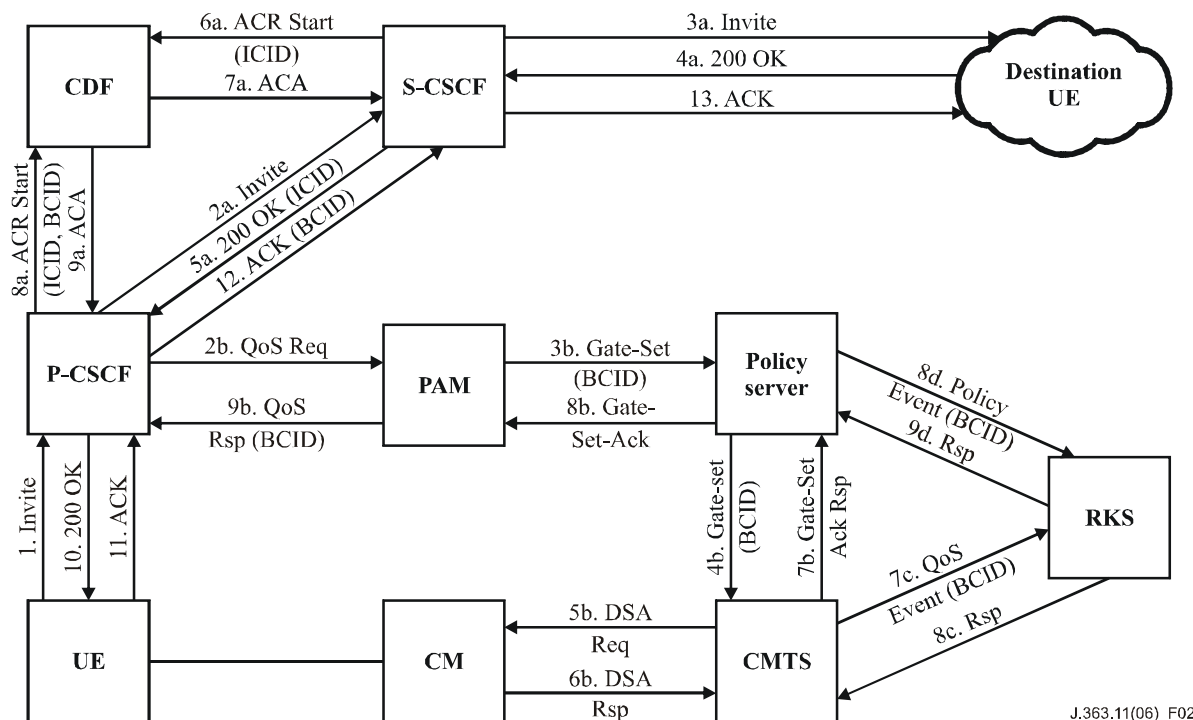 6a. ACR Start
(ICID)
7a. ACA
3a. Invite
4a. 200 OK
13. ACK
CDF
S-CSCF
Destination
UE
8a. ACR Start
(ICID, BCID)
9a. ACA
2a. Invite
5a. 200 OK (ICID)
12. ACK (BCID)
P-CSCF
2b. QoS Req
9b. QoS
Rsp (BCID)
PAM
3b. Gate-Set
(BCID)
8b. Gate-
Set-Ack
Policy
server
8d. Policy
Event (BCID)
9d. Rsp
1. Invite
10. 200 OK
11. ACK
4b. Gate-set
(BCID)
7b. Gate-Set
Ack Rsp
7c. QoS
Event (BCID)
8c. Rsp
RKS
UE
CM
5b. DSA
Req
6b. DSA
Rsp
CMTS
J.363.11(06)_F02